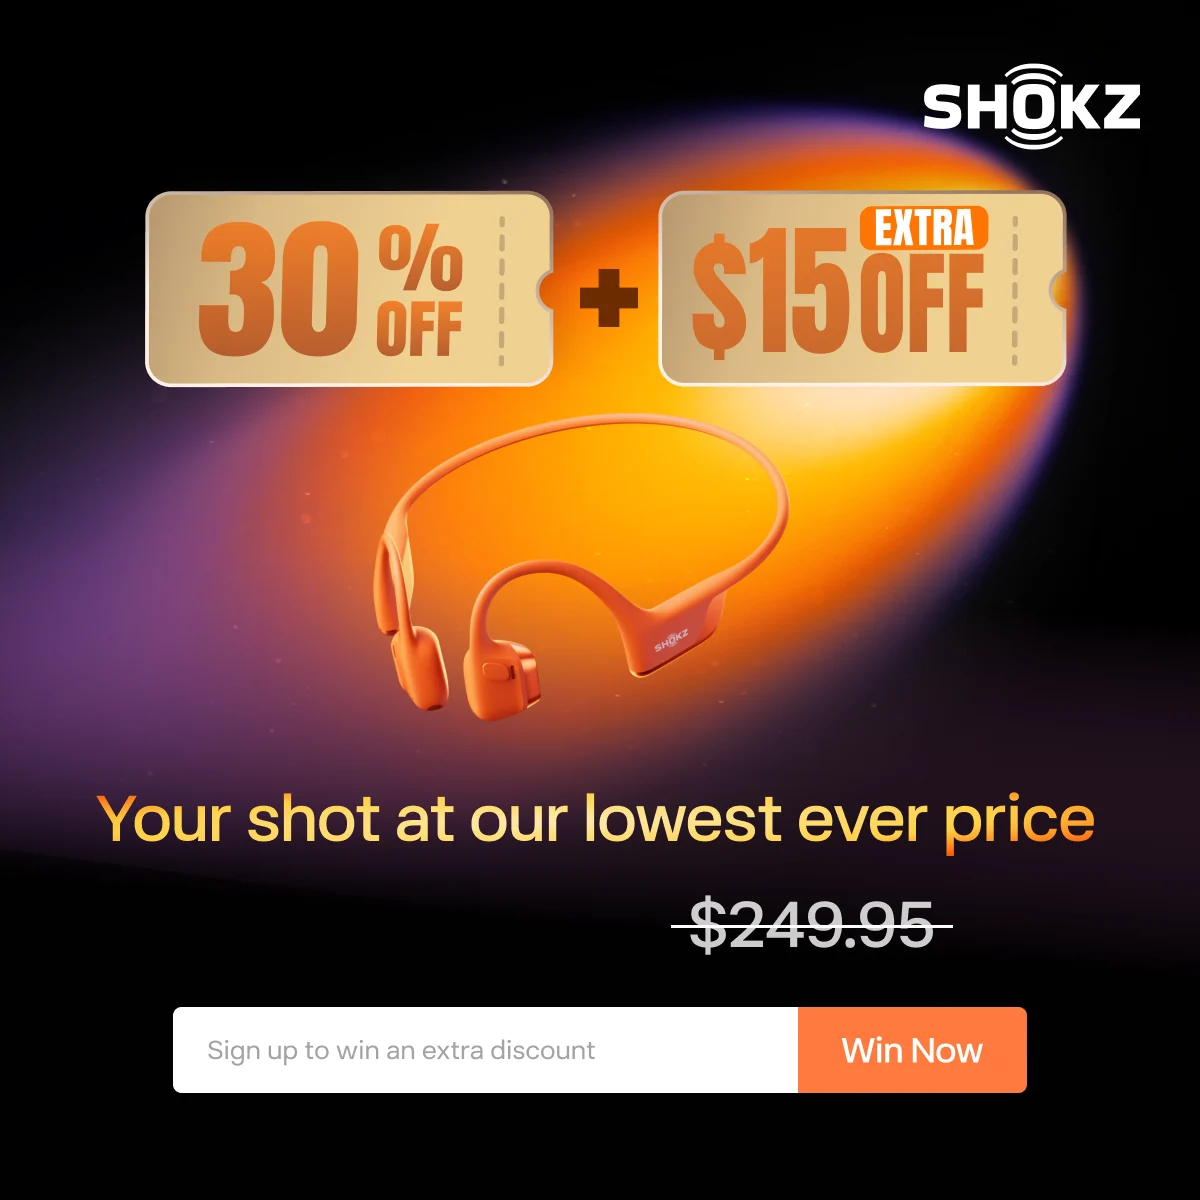 SHOKZ
30% OFF
+
$15 EXTRA OFF
SHOKZ
Your shot at our lowest ever price
$249.95
Sign up to win an extra discount
Win Now